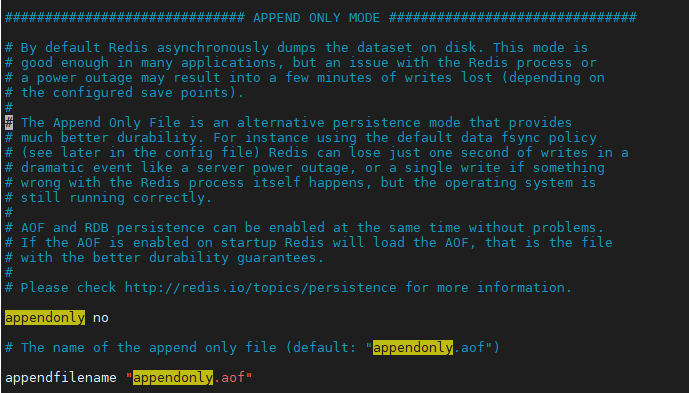 ############################## APPEND ONLY MODE ###############################
# By default Redis asynchronously dumps the dataset on disk. This mode is
# good enough in many applications, but an issue with the Redis process or
# a power outage may result into a few minutes of writes lost (depending on
# the configured save points).
#
# The Append Only File is an alternative persistence mode that provides
# much better durability. For instance using the default data fsync policy
# (see later in the config file) Redis can lose just one second of writes in a
# dramatic event like a server power outage, or a single write if something
# wrong with the Redis process itself happens, but the operating system is
# still running correctly.
#
# AOF and RDB persistence can be enabled at the same time without problems.
# If the AOF is enabled on startup Redis will load the AOF, that is the file
# with the better durability guarantees.
#
# Please check http://redis.io/topics/persistence for more information.
appendonly no
# The name of the append only file (default: "appendonly.aof")
appendfilename "appendonly.aof"